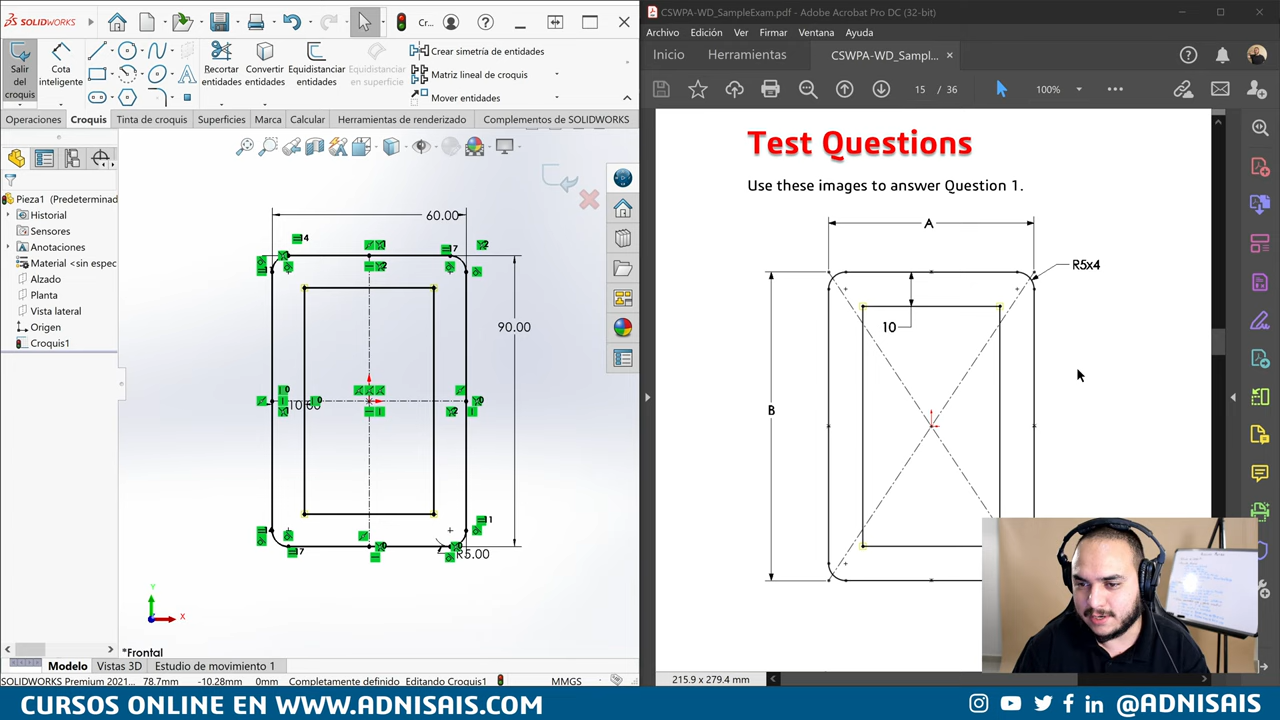 SOLIDWORKS
Cr...
CSWPA-WD_SampleExam.pdf - Adobe Acrobat Pro DC (32-bit)
Archivo Edición Ver Firmar Ventana Ayuda
Inicio Herramientas CSWPA-WD_Sampl...
15 / 36 100%
Salir del croquis
Cota inteligente
Recortar entidades
Convertir entidades
Equidistanciar entidades
Equidistanciar en superficie
Crear simetría de entidades
Matriz lineal de croquis
Mover entidades
Operaciones Croquis Tinta de croquis Superficies Marca Calcular Herramientas de renderizado Complementos de SOLIDWORKS
Pieza1 (Predeterminad
Historial
Sensores
Anotaciones
Material <sin espec
Alzado
Planta
Vista lateral
Origen
Croquis1
60.00
90.00
10.00
R5.00
Y
X
*Frontal
Modelo Vistas 3D Estudio de movimiento 1
SOLIDWORKS Premium 2021... 78.7mm -10.28mm 0mm Completamente definido Editando Croquis1 MMGS
Test Questions
Use these images to answer Question 1.
A
R5x4
10
B
215.9 x 279.4 mm
CURSOS ONLINE EN WWW.ADNISAIS.COM
@ADNISAIS